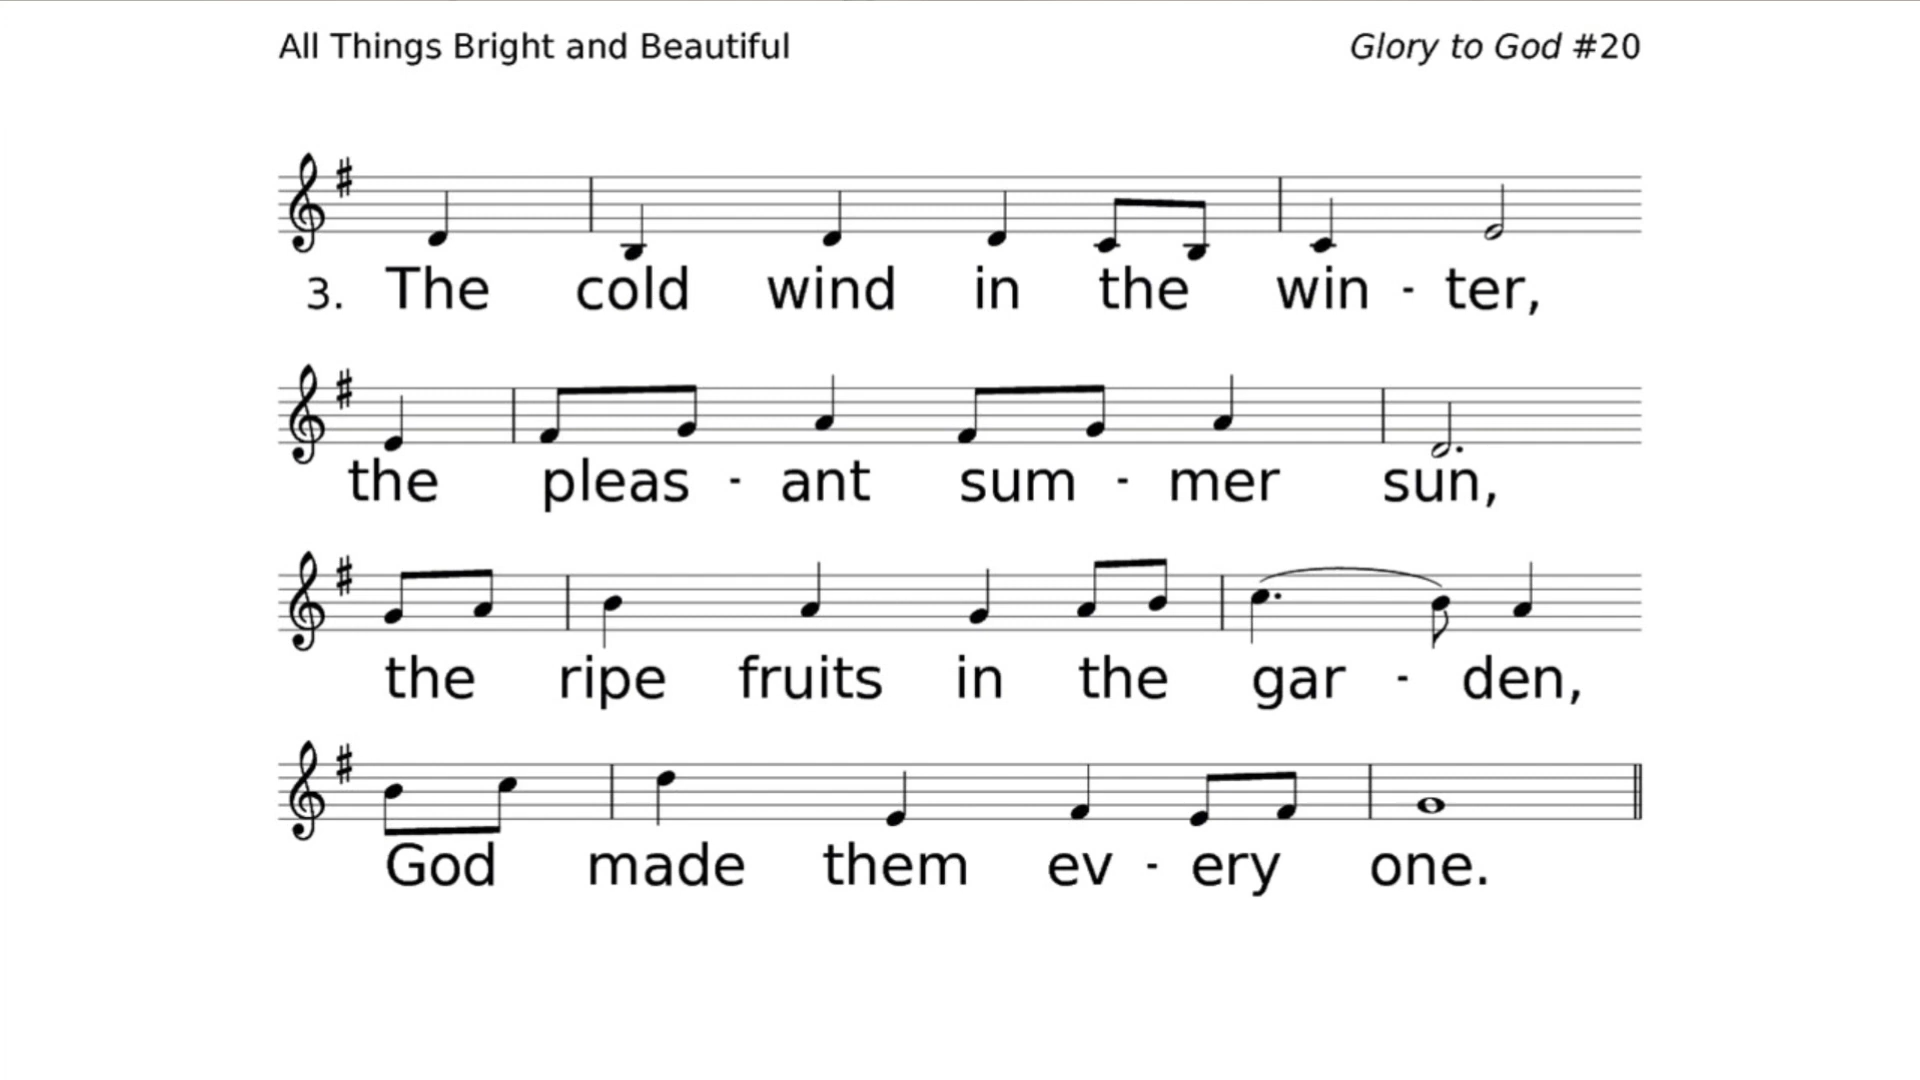 All Things Bright and Beautiful Glory to God #20
3. The cold wind in the win - ter,
the pleas - ant sum - mer sun,
the ripe fruits in the gar - den,
God made them ev - ery one.